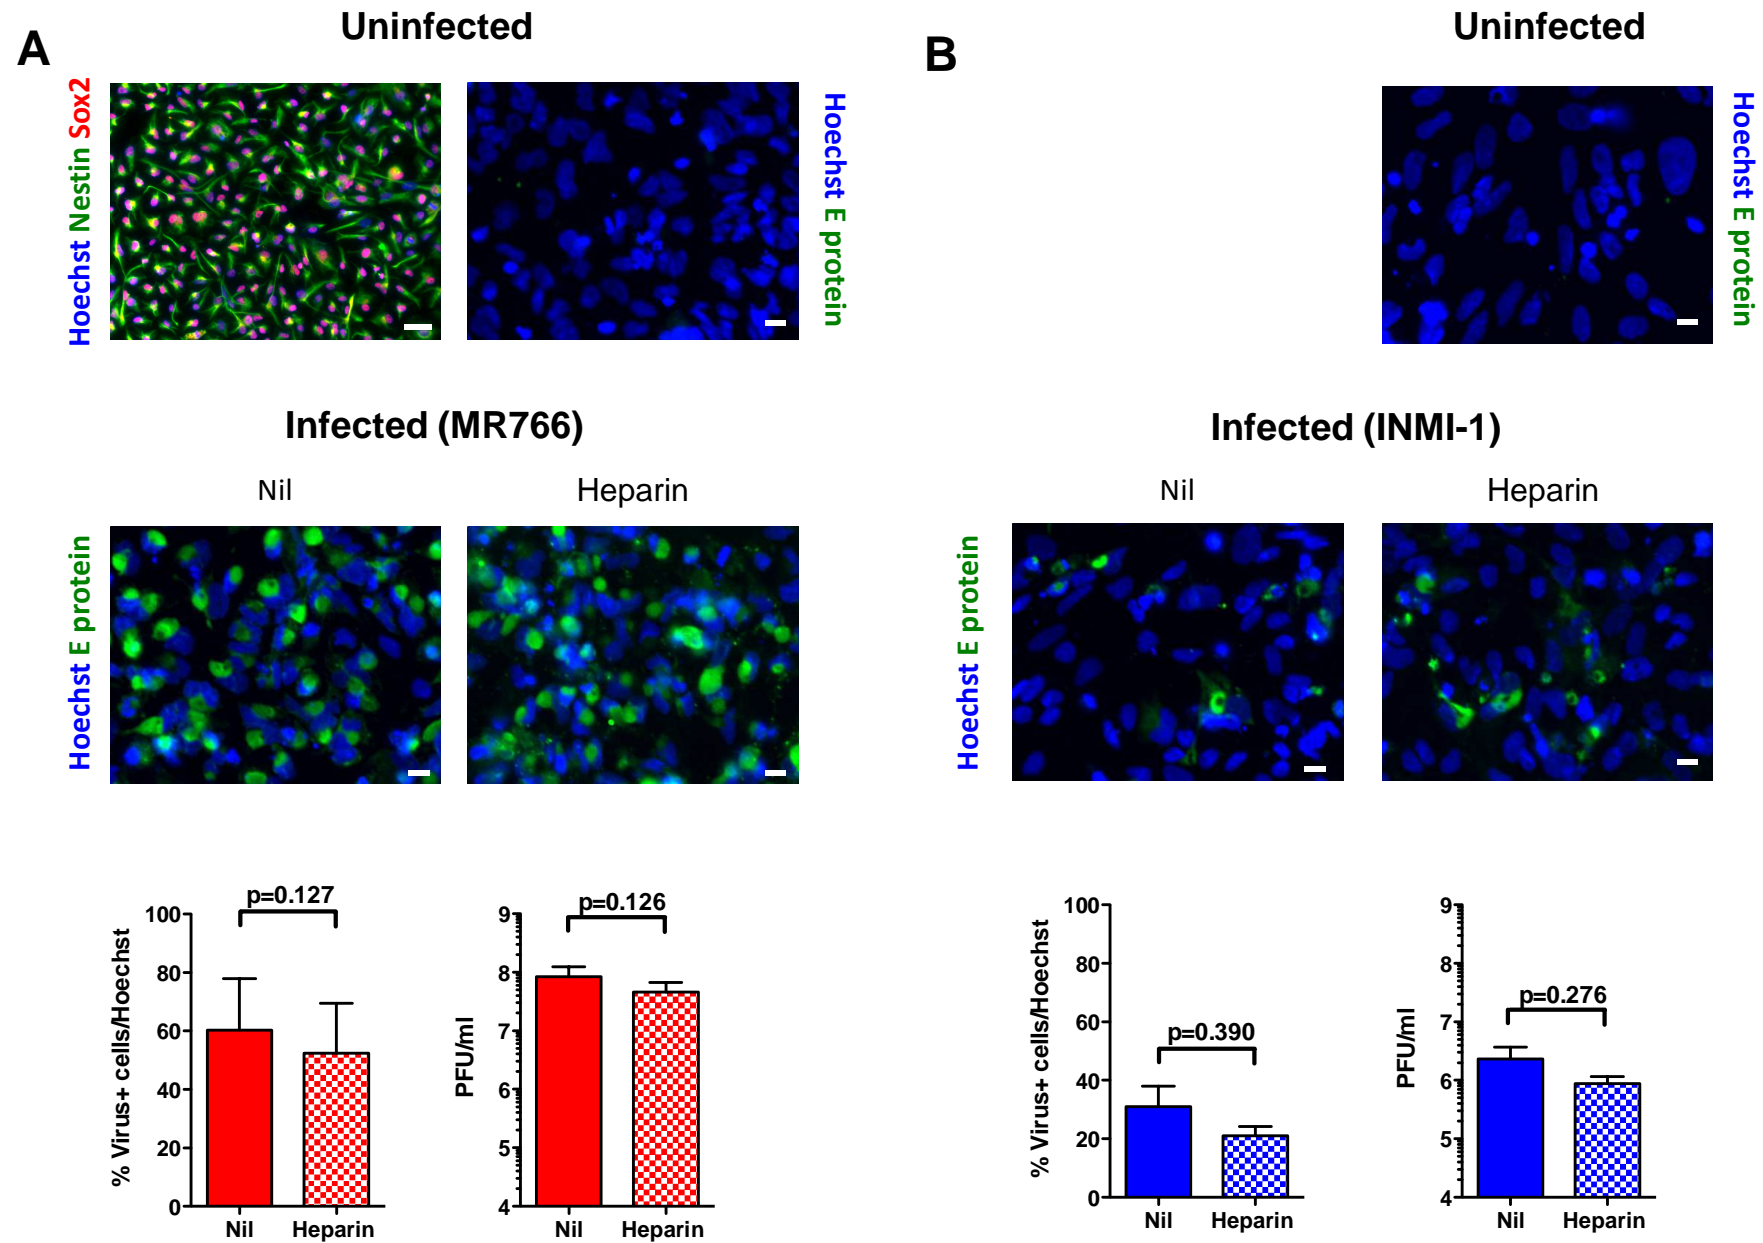 A
Uninfected
Hoechst Nestin Sox2
Hoechst E protein
Infected (MR766)
Nil
Heparin
Hoechst E protein
% Virus+ cells/Hoechst
100
80
60
40
20
0
p=0.127
Nil
Heparin
PFU/ml
9
8
7
6
5
4
p=0.126
Nil
Heparin
B
Uninfected
Hoechst E protein
Infected (INMI-1)
Nil
Heparin
Hoechst E protein
% Virus+ cells/Hoechst
100
80
60
40
20
0
p=0.390
Nil
Heparin
PFU/ml
9
8
7
6
5
4
p=0.276
Nil
Heparin